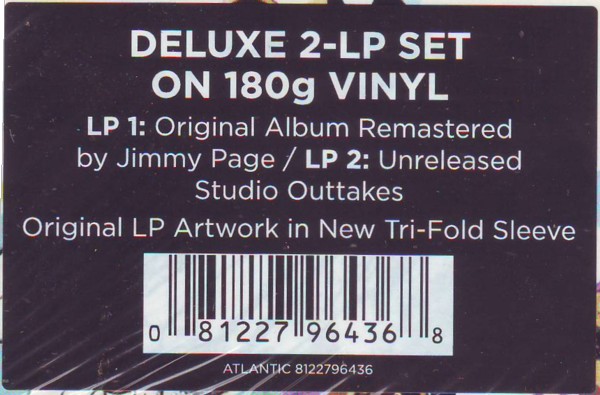 DELUXE 2-LP SET
ON 180g VINYL
LP 1: Original Album Remastered
by Jimmy Page / LP 2: Unreleased
Studio Outtakes
Original LP Artwork in New Tri-Fold Sleeve
0 81227 96436 8
ATLANTIC 8122796436